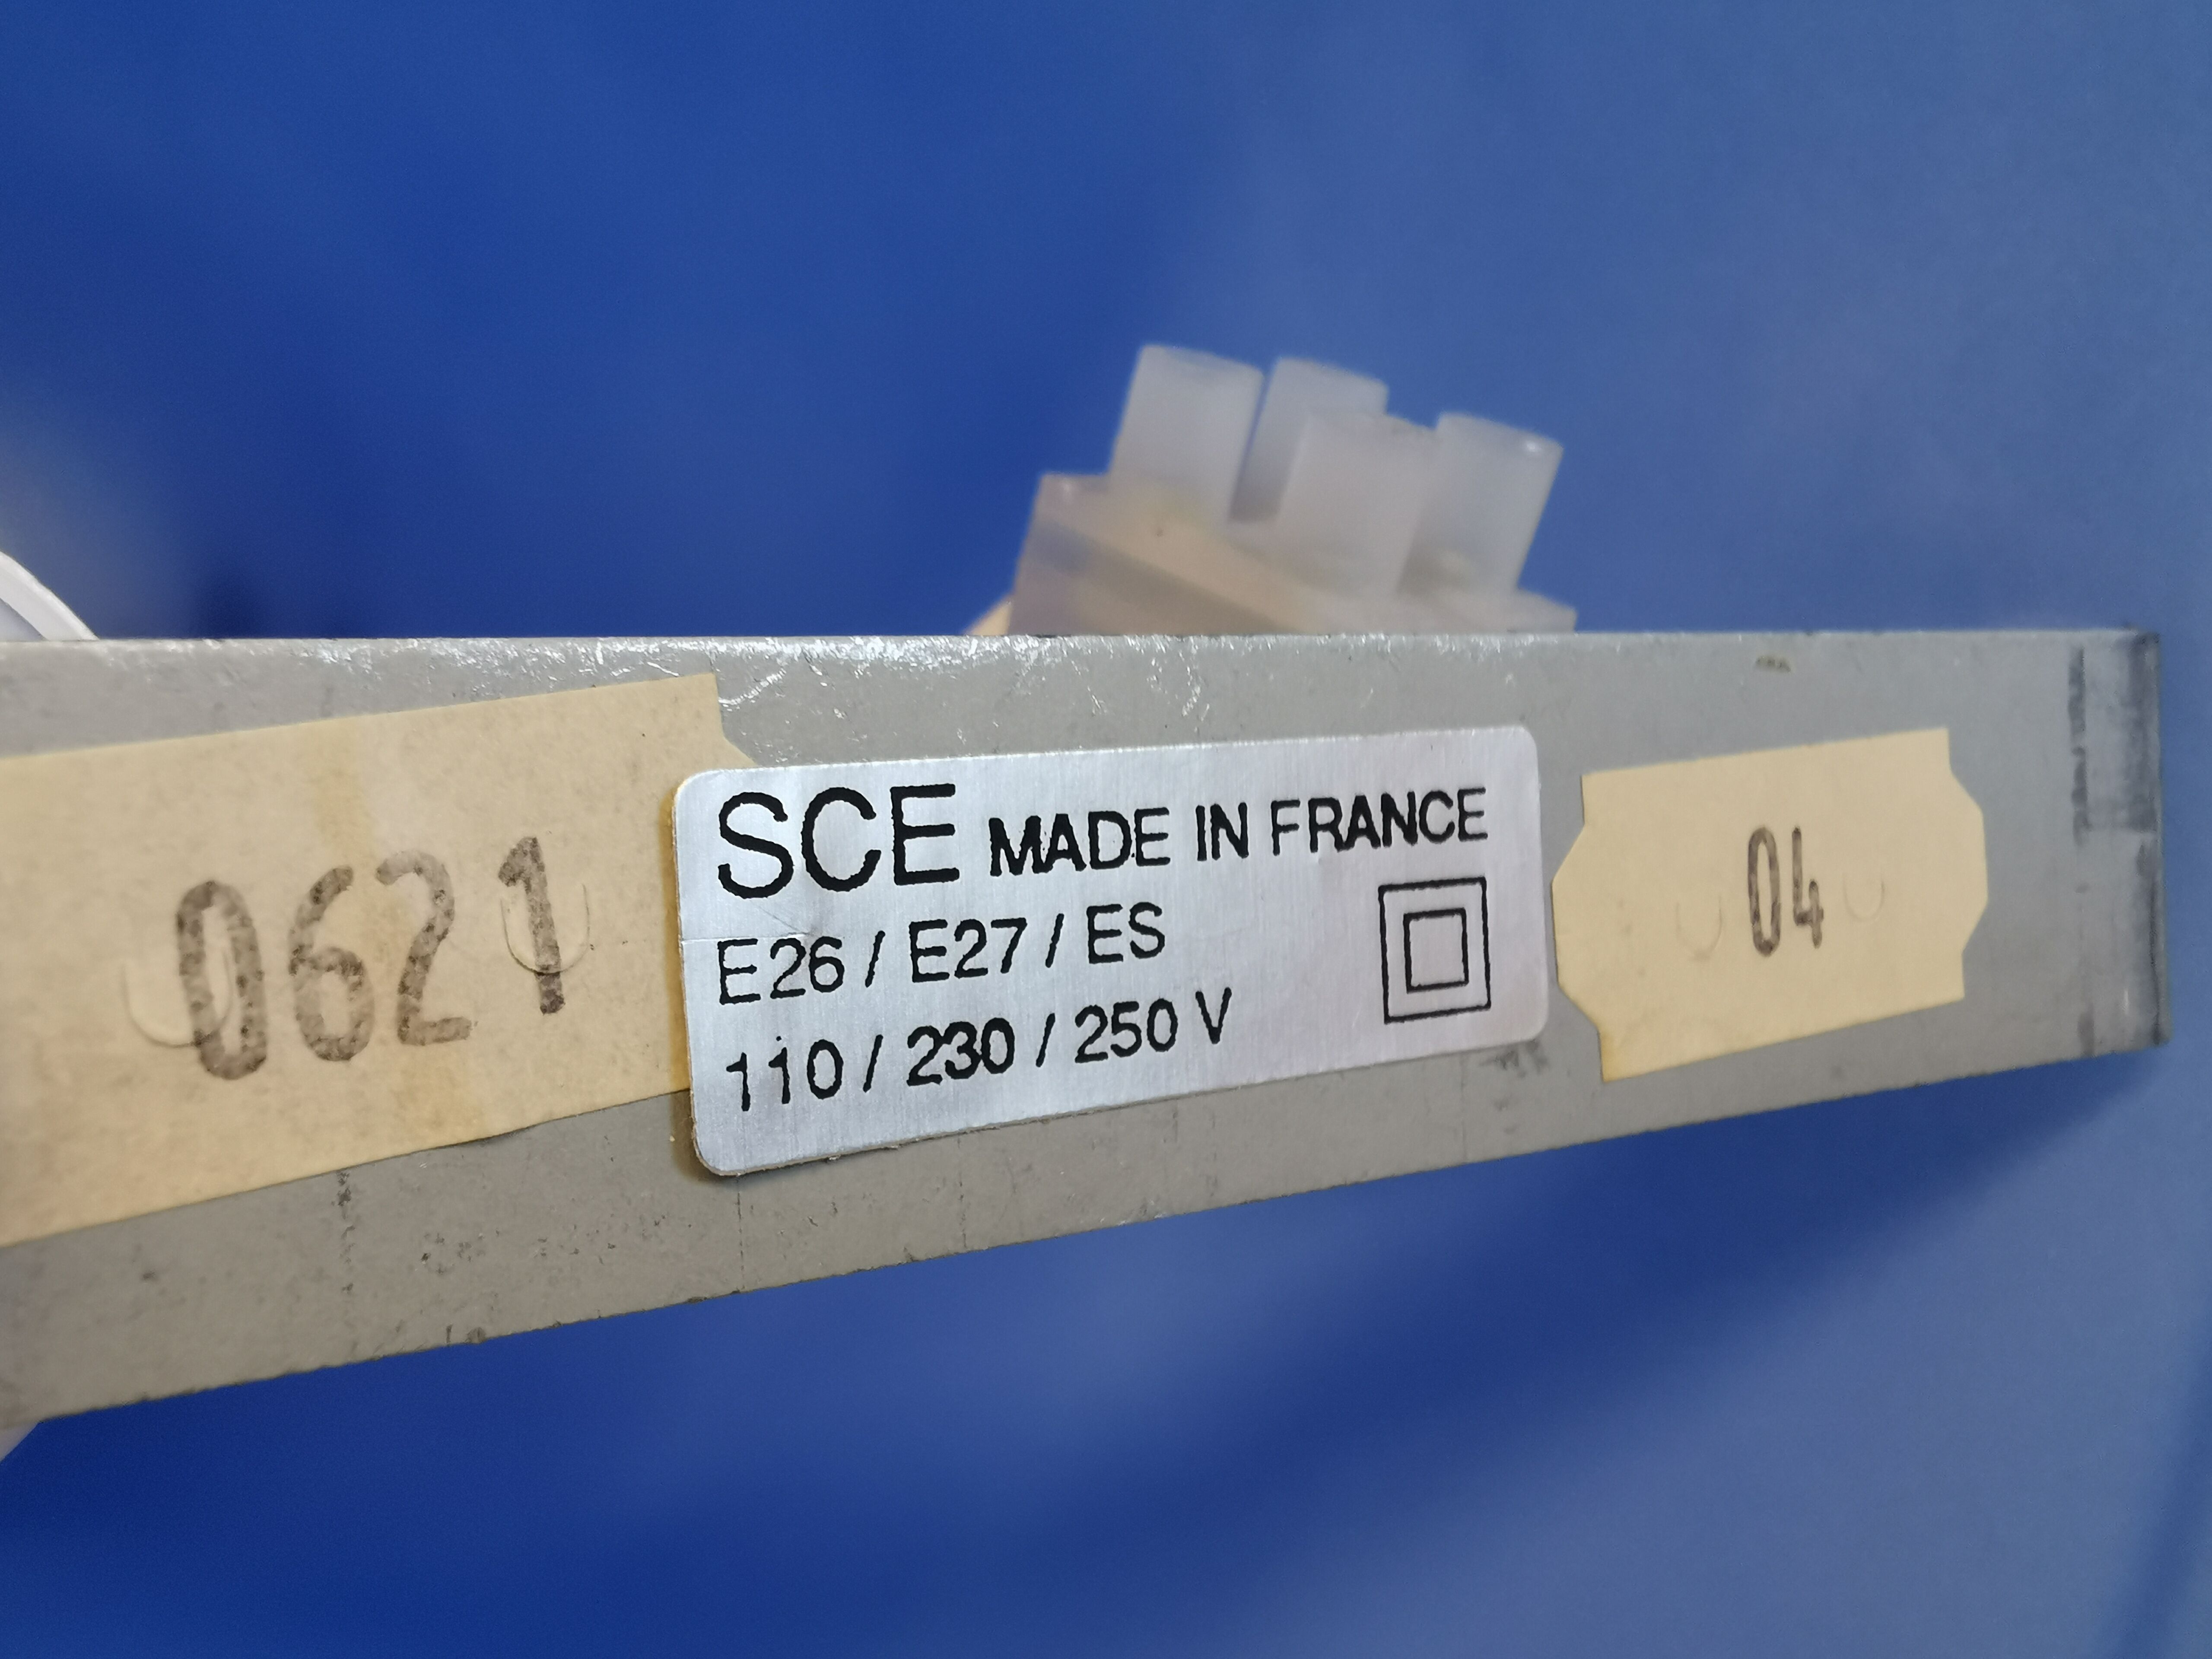 0621
SCE MADE IN FRANCE
E26 / E27 / ES
110 / 230 / 250 V
04